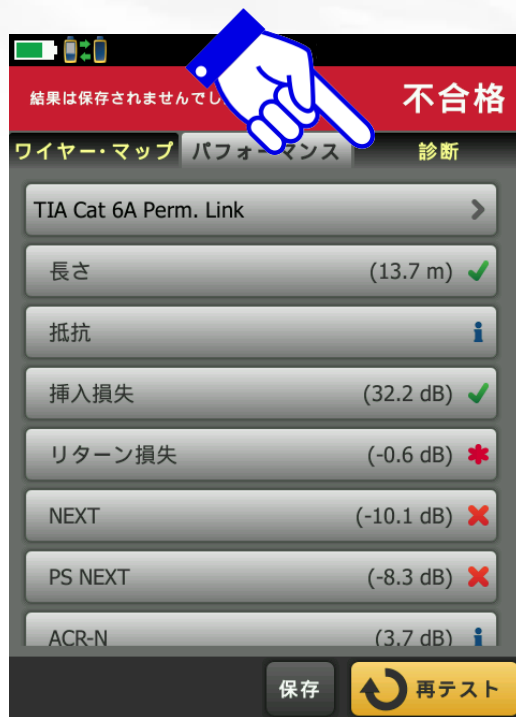 結果は保存されませんでし
不合格
ワイヤー・マップ パフォーマンス 診断
TIA Cat 6A Perm. Link
長さ (13.7 m)
抵抗
挿入損失 (32.2 dB)
リターン損失 (-0.6 dB)
NEXT (-10.1 dB)
PS NEXT (-8.3 dB)
ACR-N (3.7 dB)
保存 再テスト